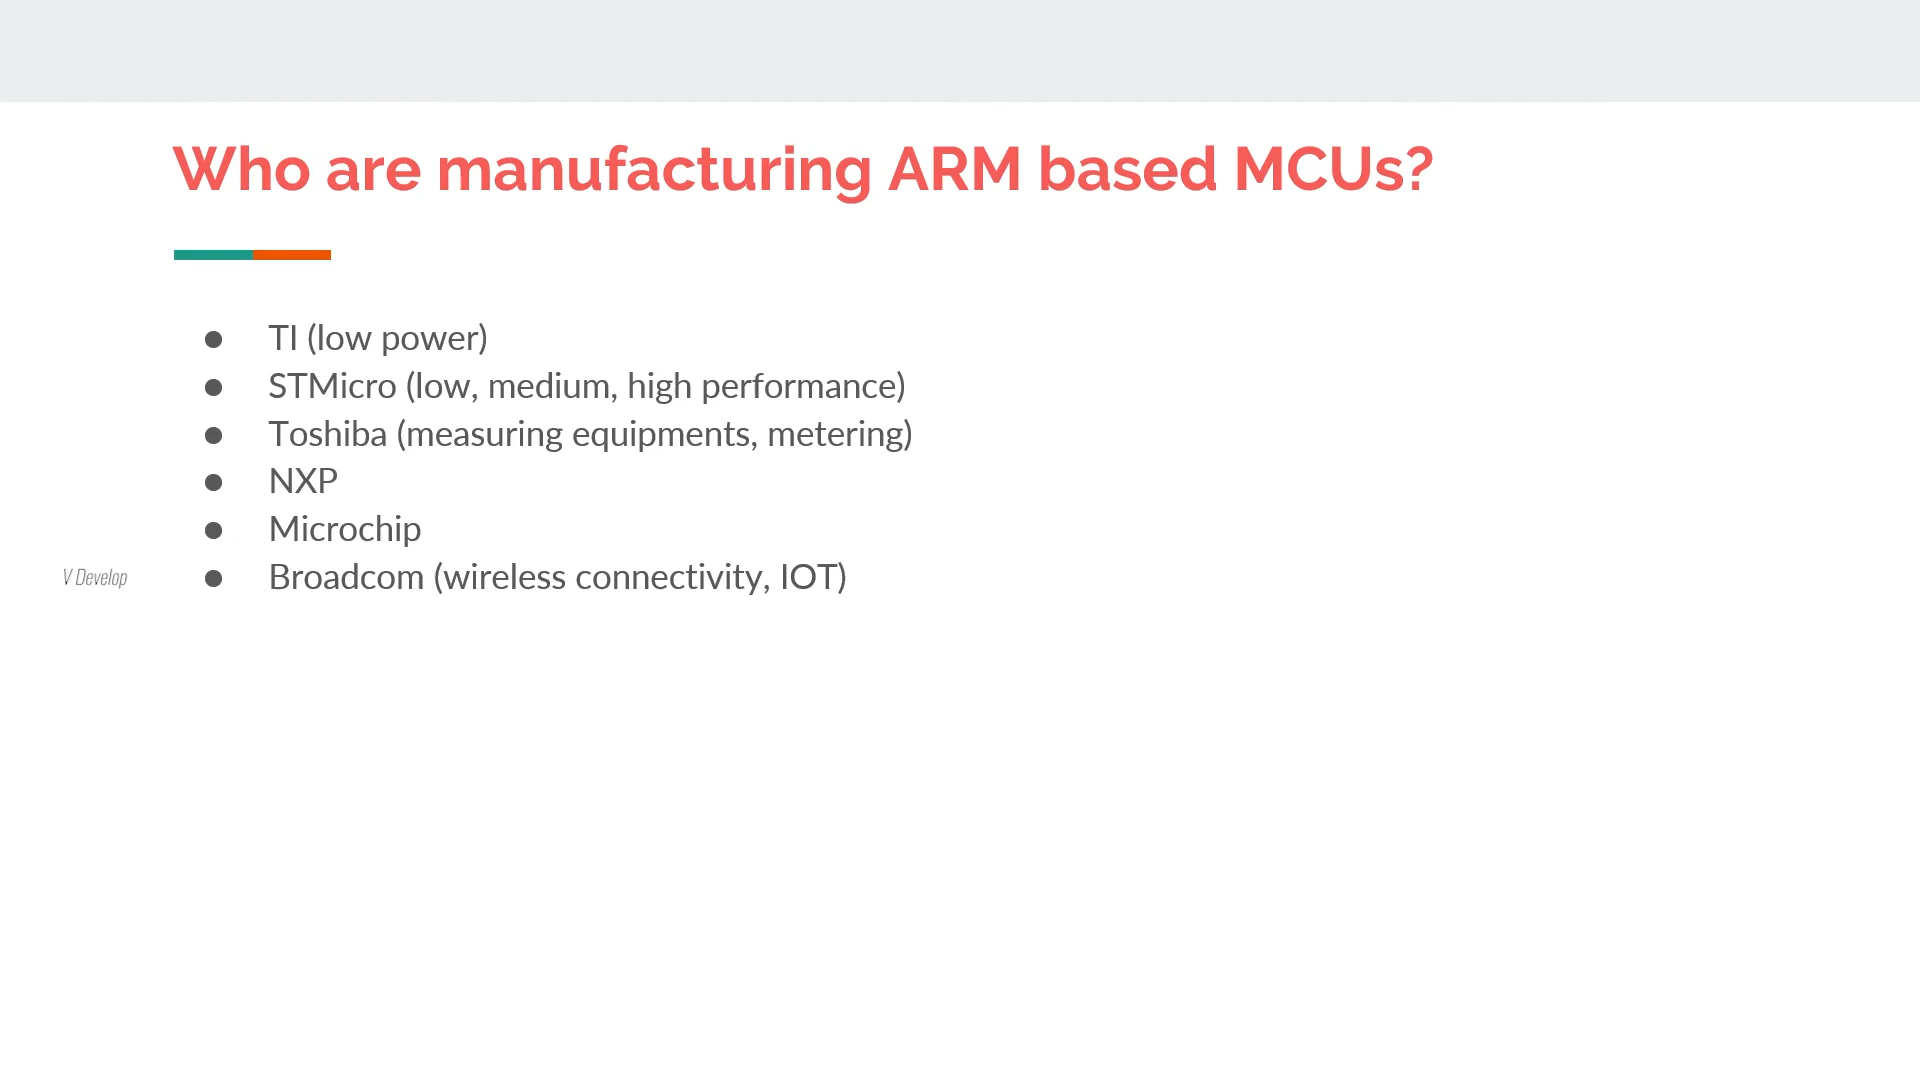 Who are manufacturing ARM based MCUs?
● TI (low power)
● STMicro (low, medium, high performance)
● Toshiba (measuring equipments, metering)
● NXP
● Microchip
● Broadcom (wireless connectivity, IOT)
V Develop